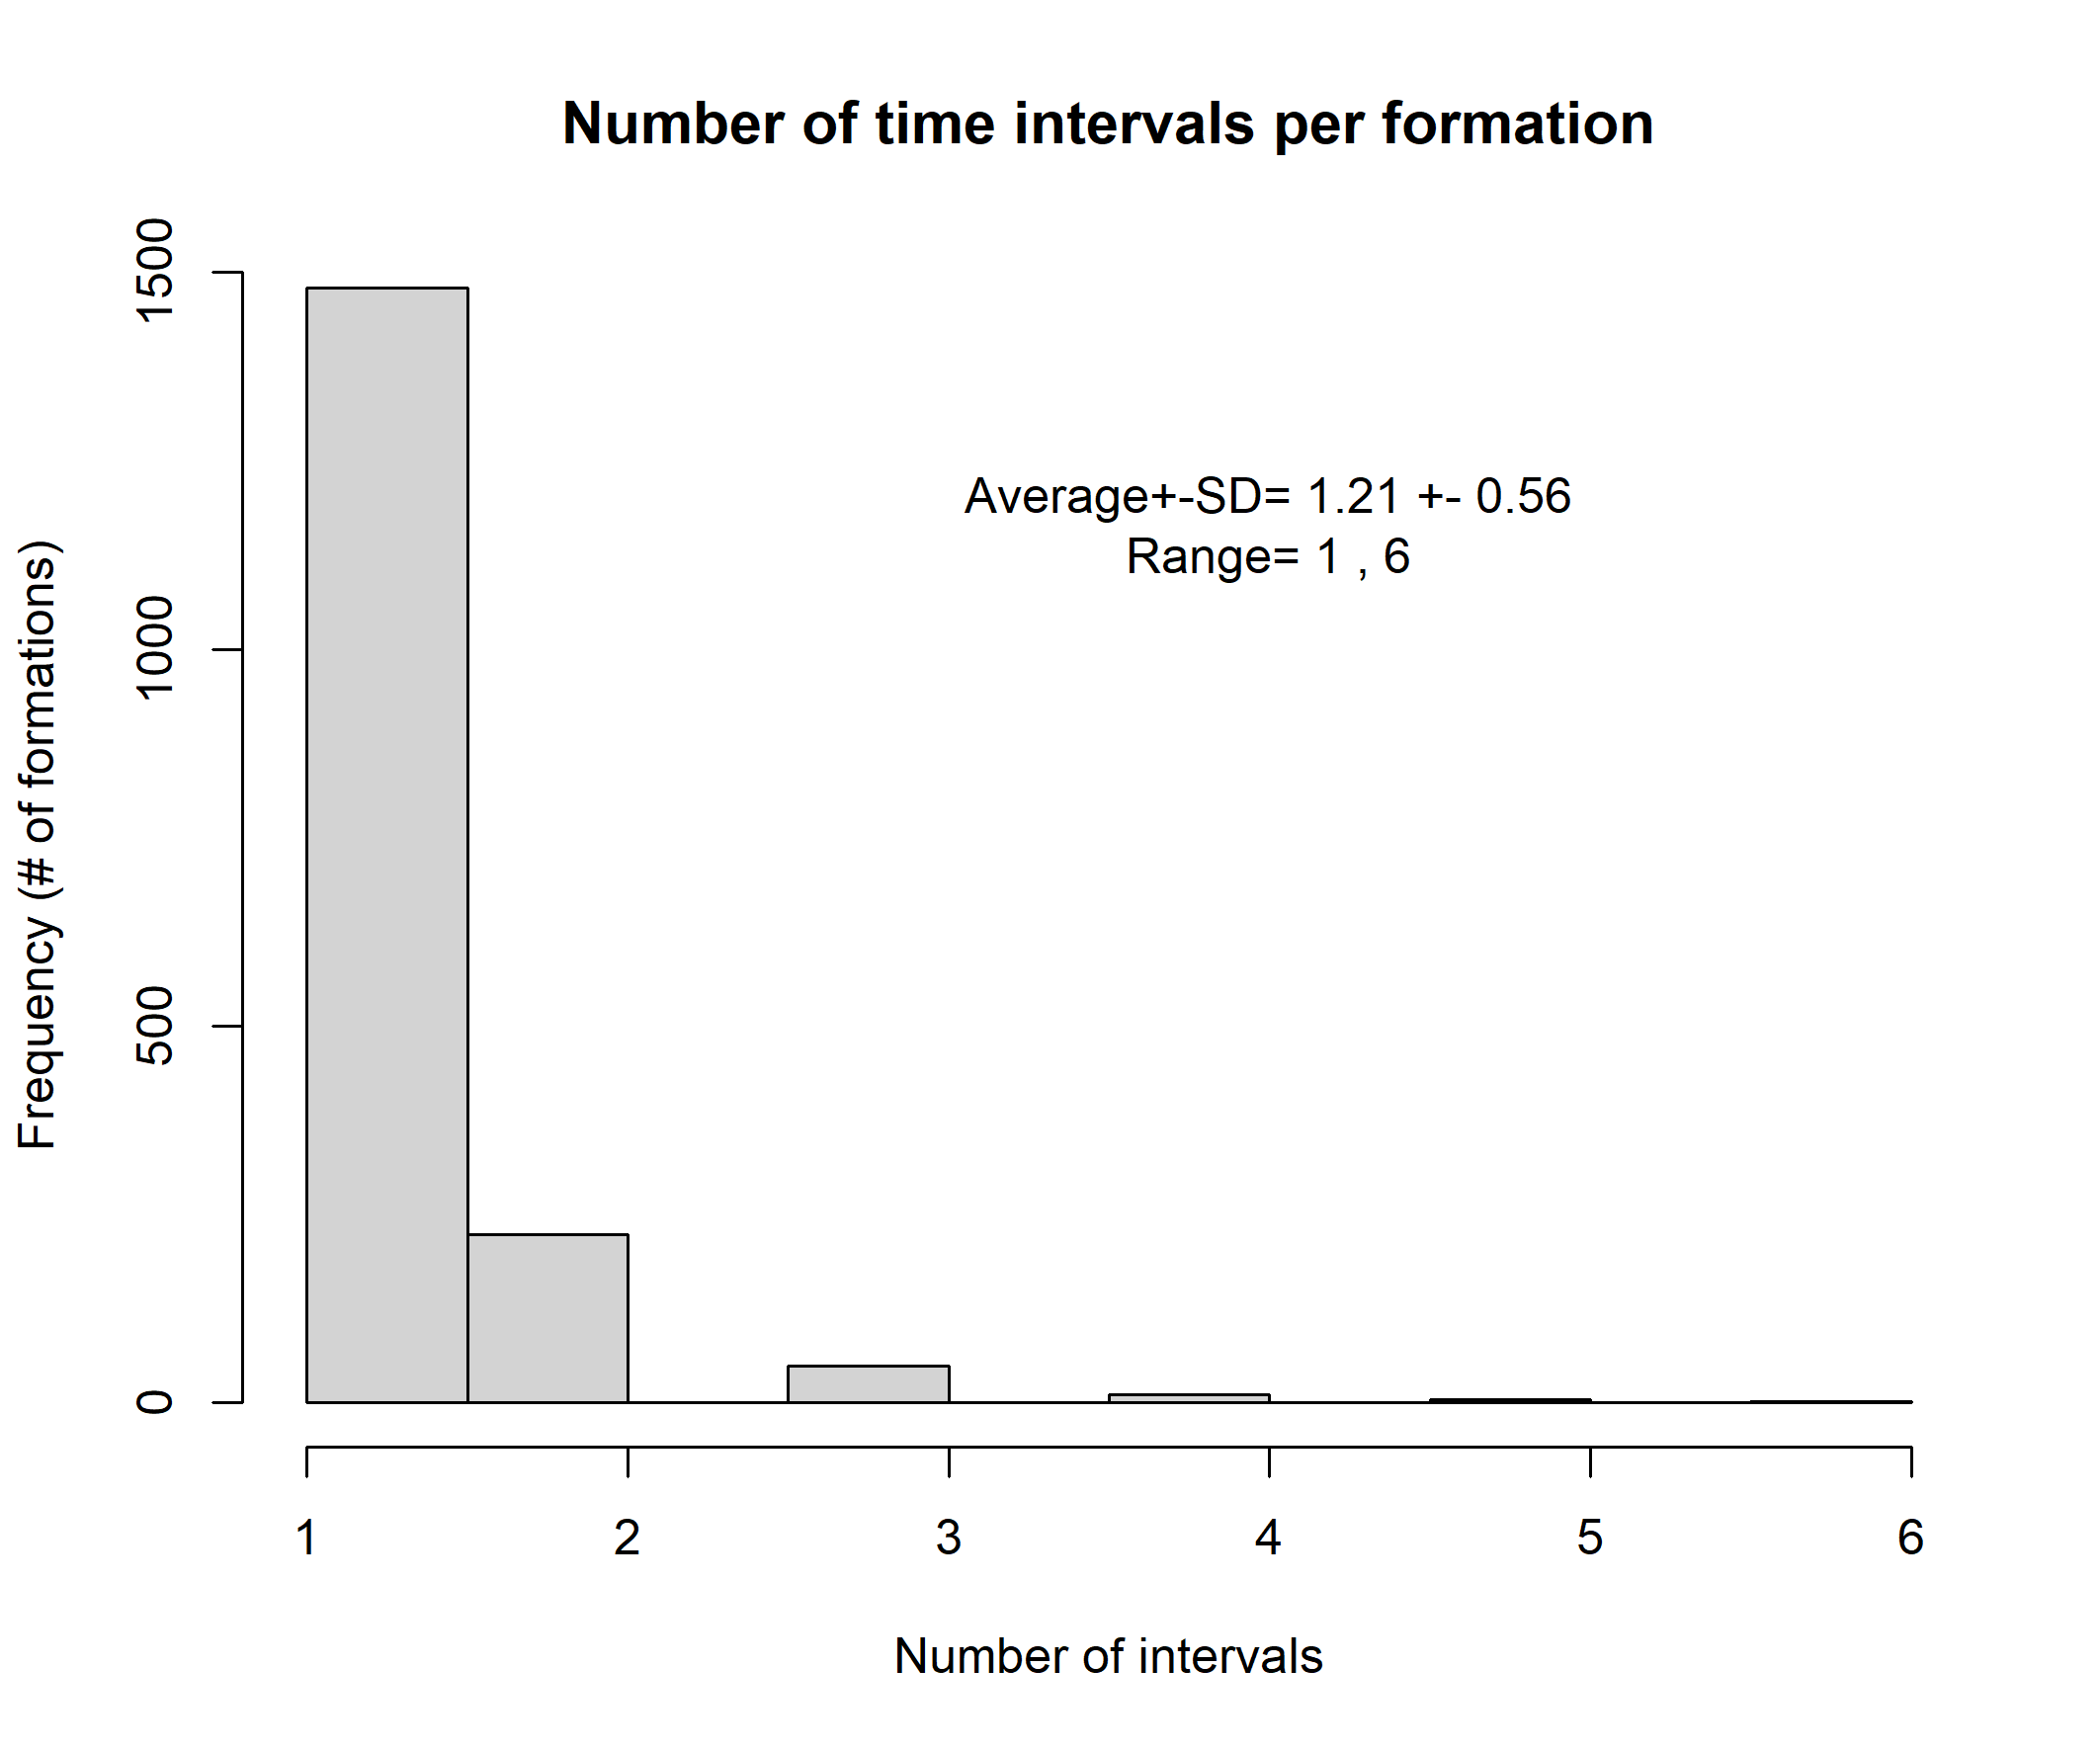 Number of time intervals per formation
Average+-SD= 1.21 +- 0.56
Range= 1 , 6
Frequency (# of formations)
1500
1000
500
0
1 2 3 4 5 6
Number of intervals